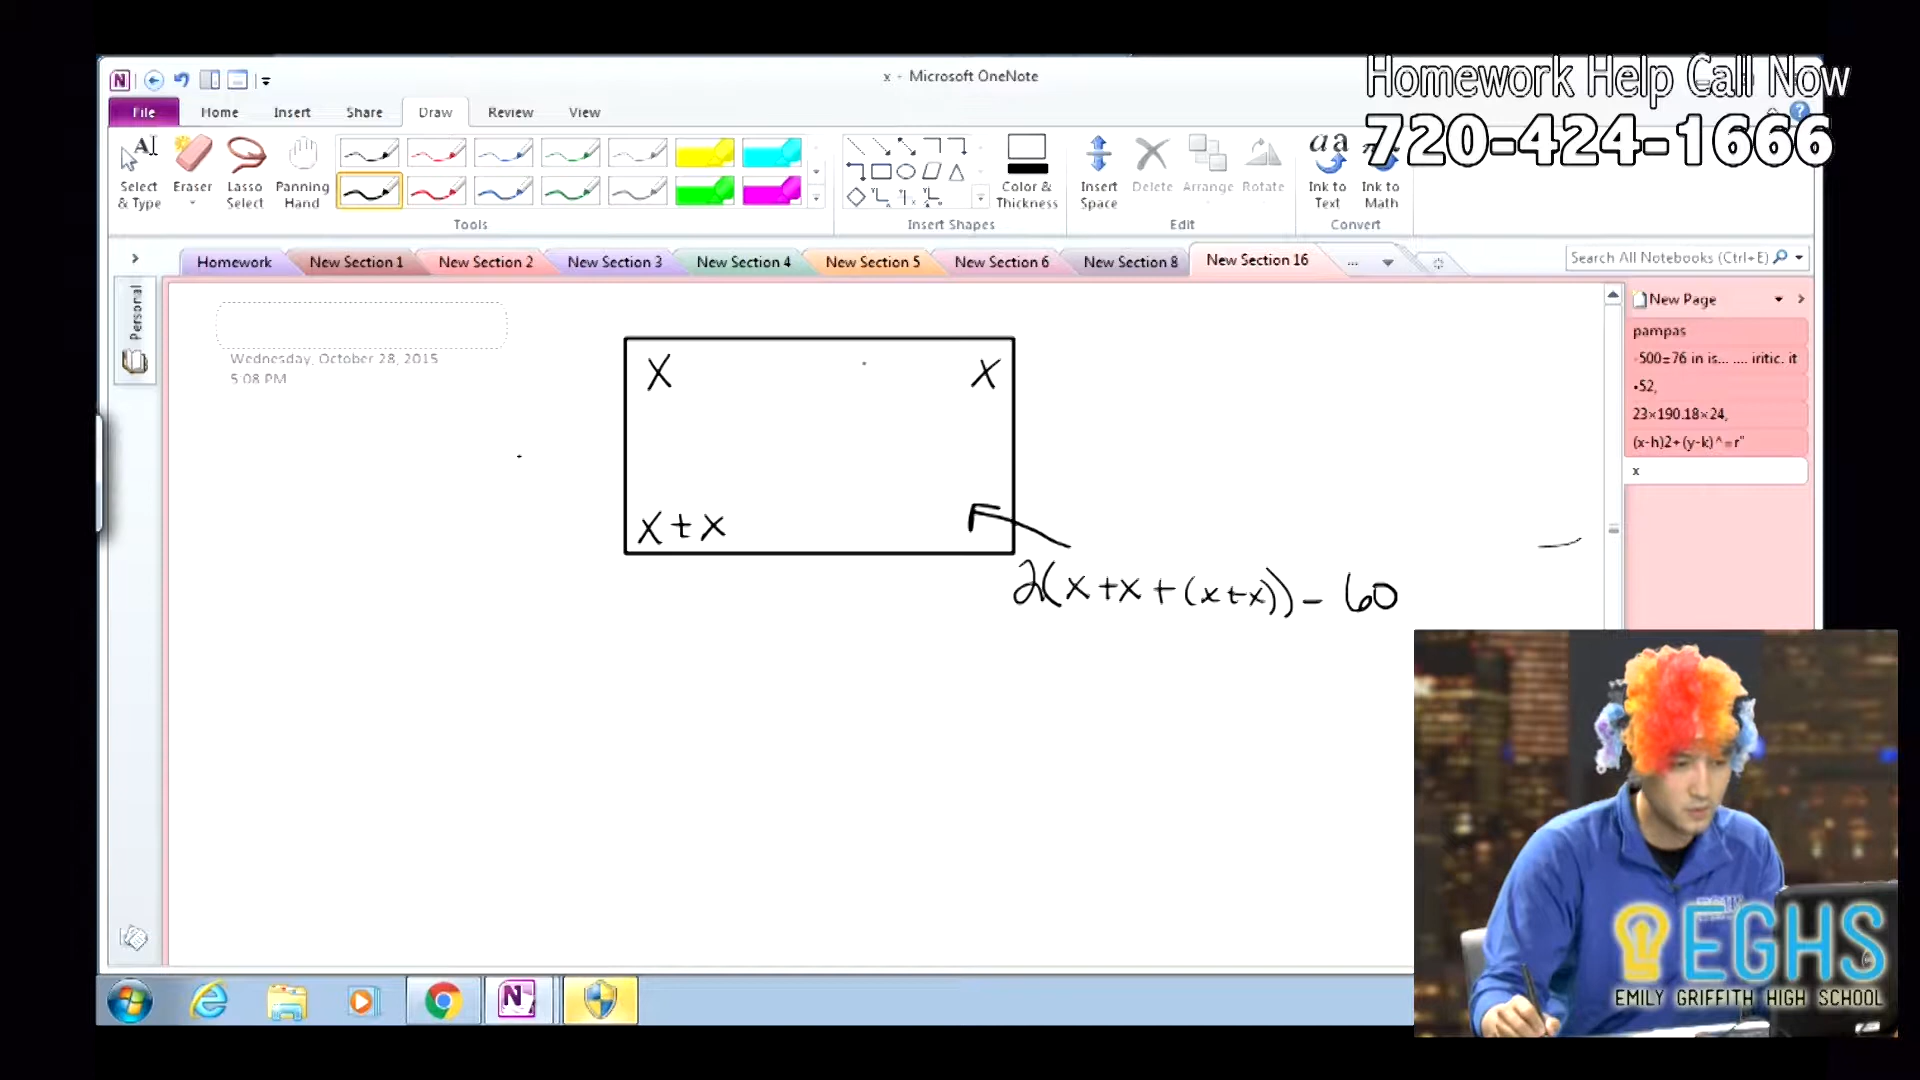 x - Microsoft OneNote
Homework Help Call Now
720-424-1666
File Home Insert Share Draw Review View
Select & Type
Eraser
Lasso Select
Panning Hand
Color & Thickness
Insert Space
Delete
Arrange
Rotate
Ink to Text
Ink to Math
Tools
Insert Shapes
Edit
Convert
Homework New Section 1 New Section 2 New Section 3 New Section 4 New Section 5 New Section 6 New Section 8 New Section 16 ...
Search All Notebooks (Ctrl+E)
Personal
Wednesday, October 28, 2015
5:08 PM
New Page
pampas
-500=76 in is... .... iritic. it
•52,
23×190.18×24,
(x-h)2+(y-k)^=r"
x
X X
X + X
2(x+x+(x+x)) - 60
EGHS
EMILY GRIFFITH HIGH SCHOOL